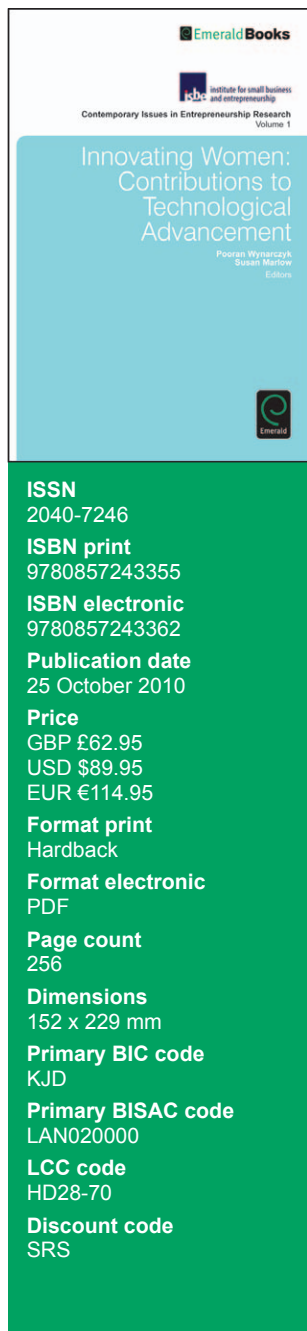 Emerald Books
isbe institute for small business
and entrepreneurship
Contemporary Issues in Entrepreneurship Research
Volume 1
Innovating Women:
Contributions to
Technological
Advancement
Pooran Wynarczyk
Susan Marlow
Editors
Emerald
ISSN
2040-7246
ISBN print
9780857243355
ISBN electronic
9780857243362
Publication date
25 October 2010
Price
GBP £62.95
USD $89.95
EUR €114.95
Format print
Hardback
Format electronic
PDF
Page count
256
Dimensions
152 x 229 mm
Primary BIC code
KJD
Primary BISAC code
LAN020000
LCC code
HD28-70
Discount code
SRS